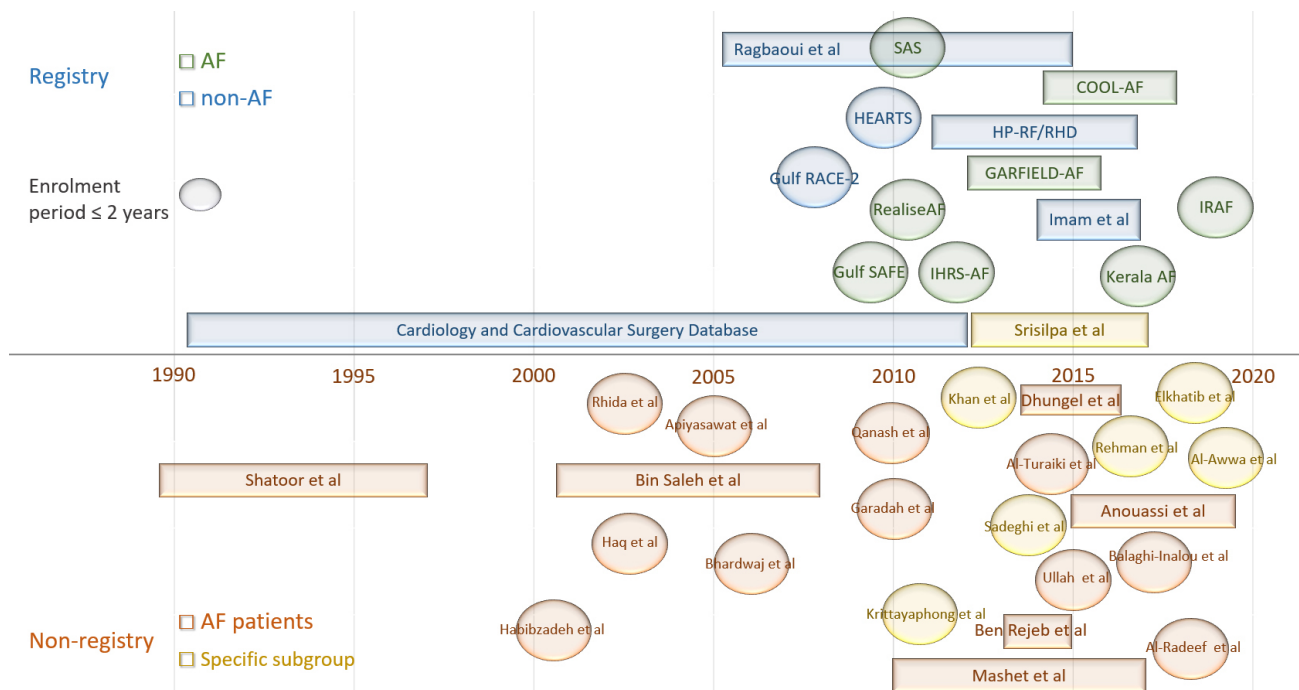 Registry
AF
non-AF
Enrolment
period ≤ 2 years
Ragbaoui et al
SAS
COOL-AF
HEARTS
HP-RF/RHD
Gulf RACE-2
GARFIELD-AF
RealiseAF
Imam et al
IRAF
Gulf SAFE
IHRS-AF
Kerala AF
Cardiology and Cardiovascular Surgery Database
Srisilpa et al
1990
1995
2000
2005
2010
2015
2020
Rhida et al
Apiyasawat et al
Khan et al
Dhungel et al
Elkhatib et al
Qanash et al
Rehman et al
Al-Turaiki et al
Al-Awwa et al
Shatoor et al
Bin Saleh et al
Garadah et al
Anouassi et al
Sadeghi et al
Haq et al
Bhardwaj et al
Balaghi-Inalou et al
Ullah et al
Non-registry
AF patients
Specific subgroup
Habibzadeh et al
Krittayaphong et al
Ben Rejeb et al
Al-Radeef et al
Mashet et al